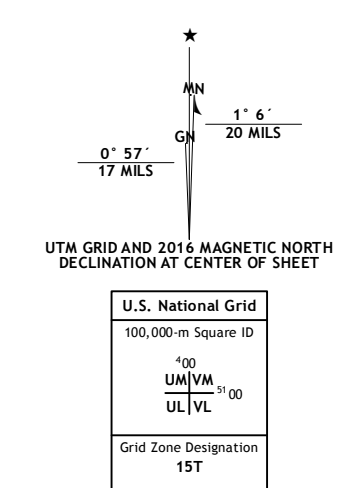 ★
MN
1° 6´
20 MILS
GN
0° 57´
17 MILS
UTM GRID AND 2016 MAGNETIC NORTH
DECLINATION AT CENTER OF SHEET
U.S. National Grid
100,000-m Square ID
400
UM VM
5100
UL VL
Grid Zone Designation
15T